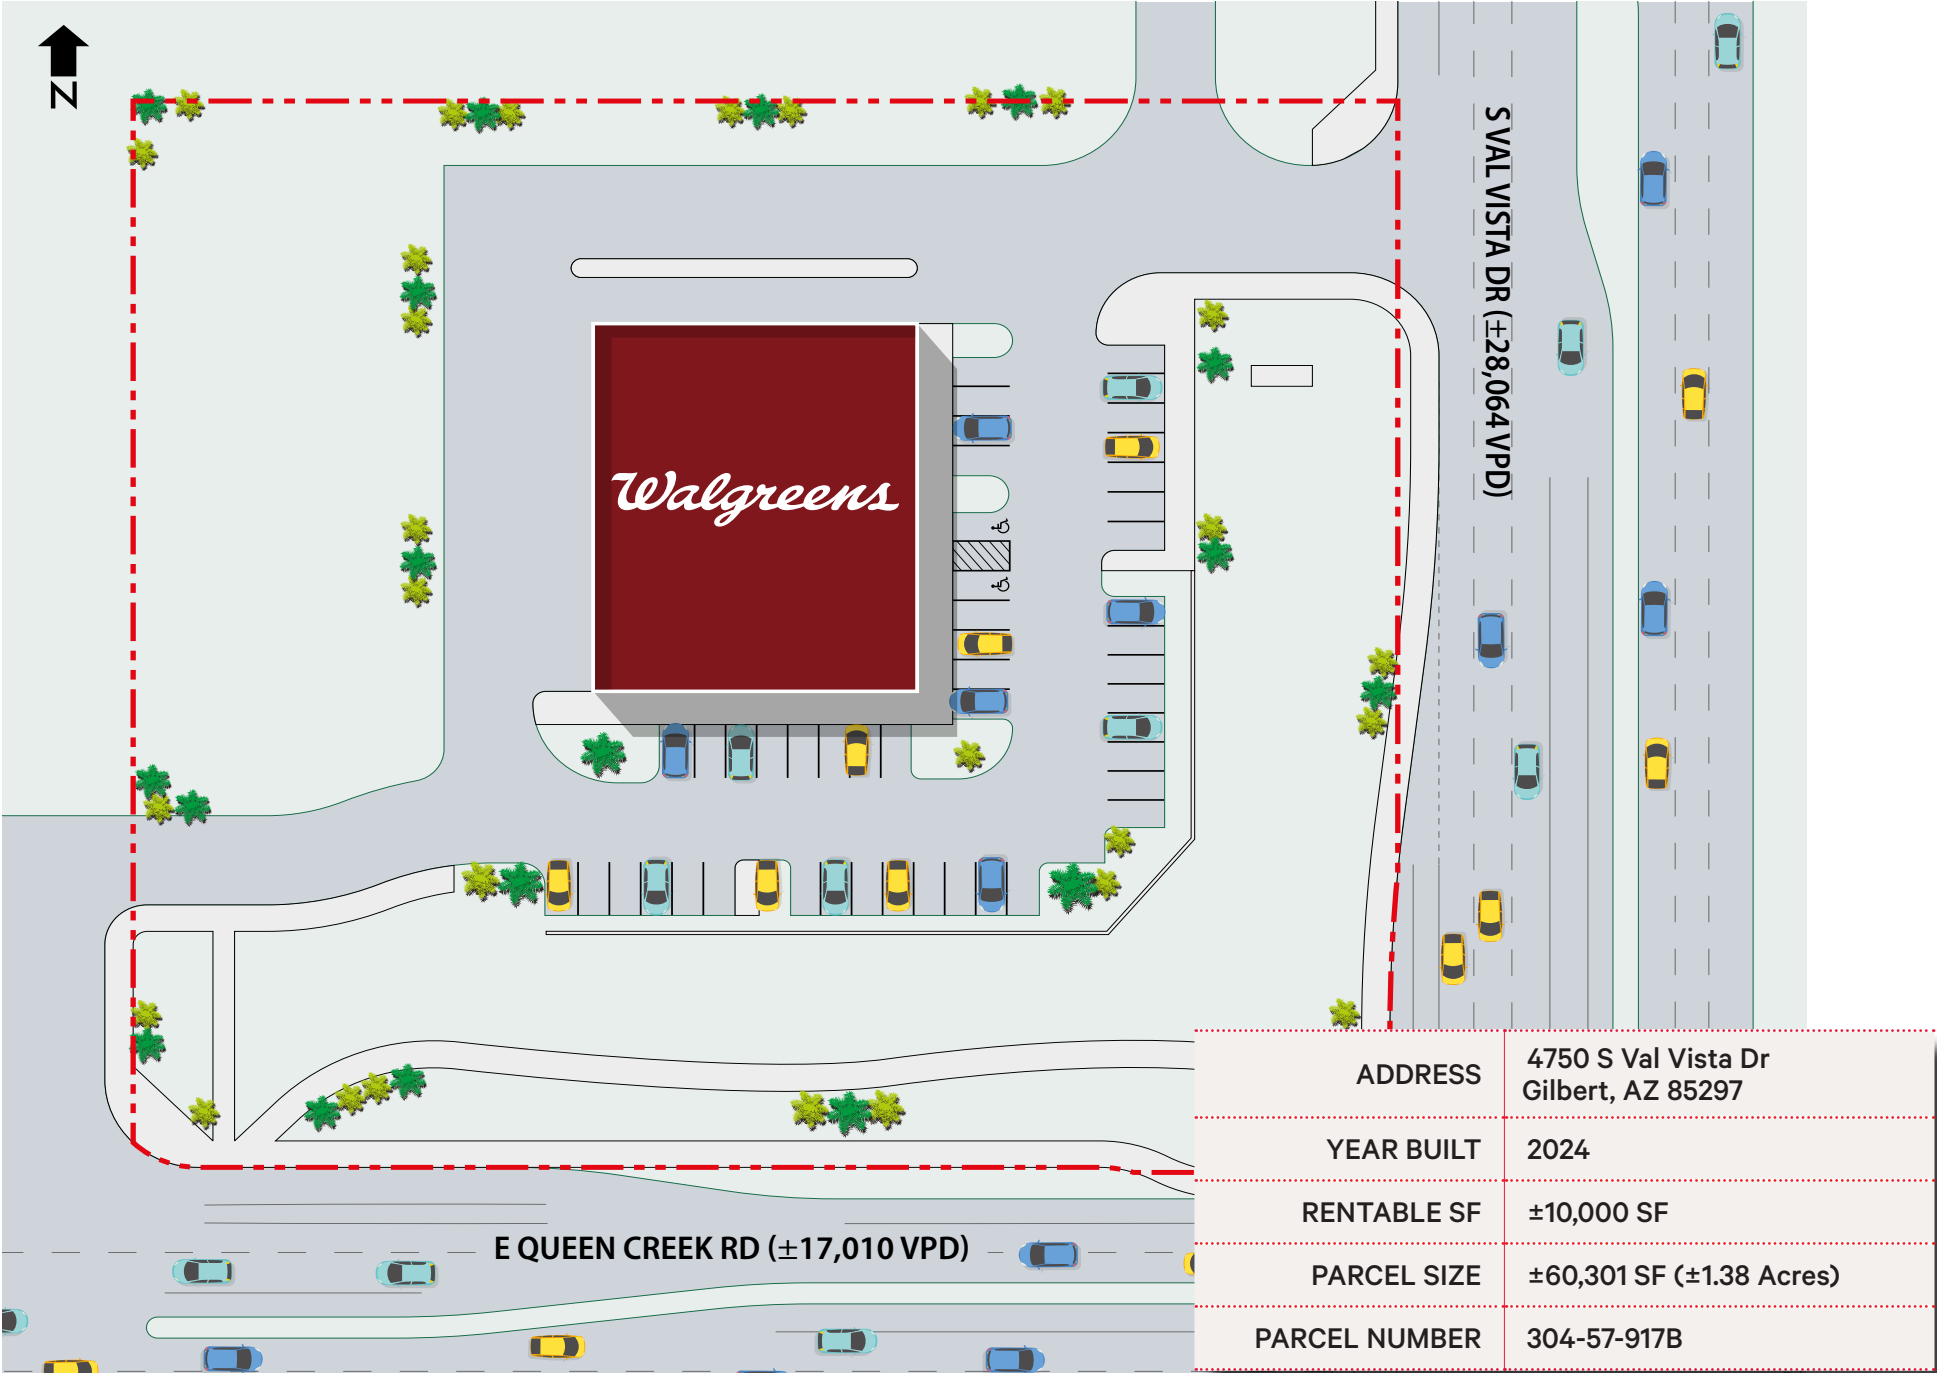 N
S VAL VISTA DR (±28,064 VPD)
Walgreens
E QUEEN CREEK RD (±17,010 VPD)
ADDRESS
4750 S Val Vista Dr
Gilbert, AZ 85297
YEAR BUILT
2024
RENTABLE SF
±10,000 SF
PARCEL SIZE
±60,301 SF (±1.38 Acres)
PARCEL NUMBER
304-57-917B